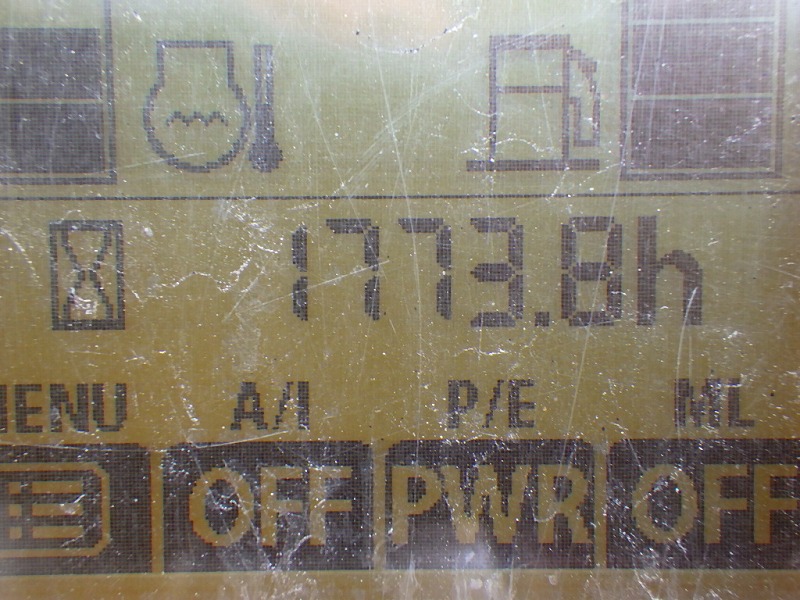 1773.8h
MENU A/I P/E ML
OFF PWR OFF